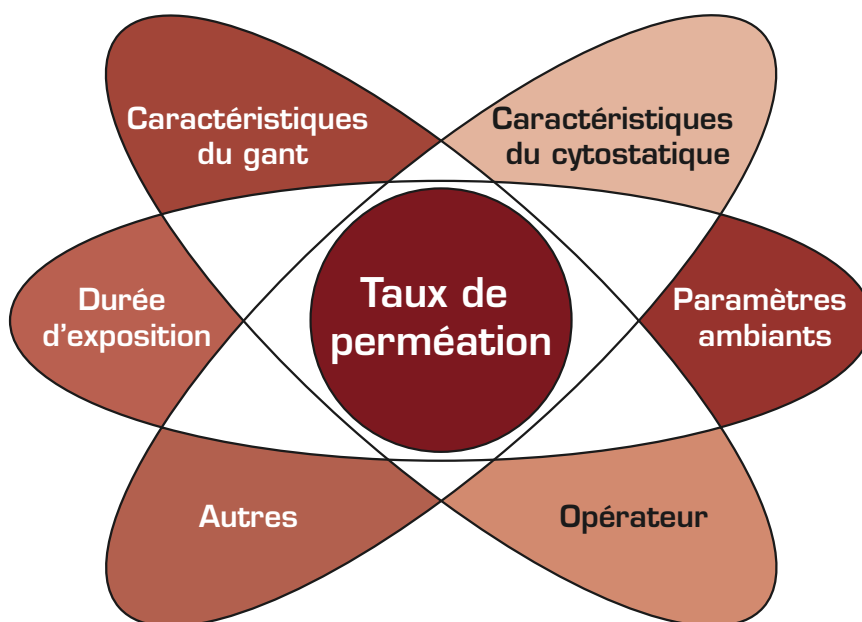 Caractéristiques
du gant
Caractéristiques
du cytostatique
Durée
d'exposition
Taux de
perméation
Paramètres
ambiants
Autres
Opérateur